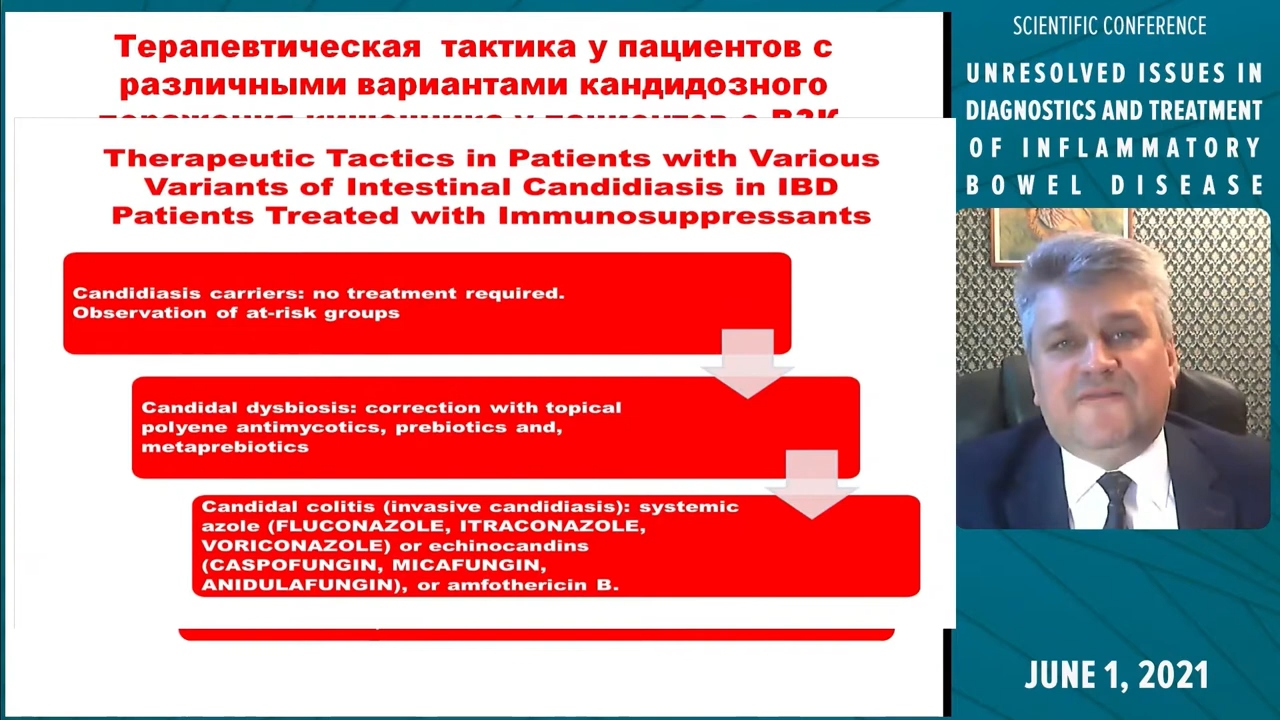 Терапевтическая тактика у пациентов с
различными вариантами кандидозного
Therapeutic Tactics in Patients with Various
Variants of Intestinal Candidiasis in IBD
Patients Treated with Immunosuppressants
Candidiasis carriers: no treatment required.
Observation of at-risk groups
Candidal dysbiosis: correction with topical
polyene antimycotics, prebiotics and,
metaprebiotics
Candidal colitis (invasive candidiasis): systemic
azole (FLUCONAZOLE, ITRACONAZOLE,
VORICONAZOLE) or echinocandins
(CASPOFUNGIN, MICAFUNGIN,
ANIDULAFUNGIN), or amfothericin B.
SCIENTIFIC CONFERENCE
UNRESOLVED ISSUES IN
DIAGNOSTICS AND TREATMENT
OF INFLAMMATORY
BOWEL DISEASE
JUNE 1, 2021